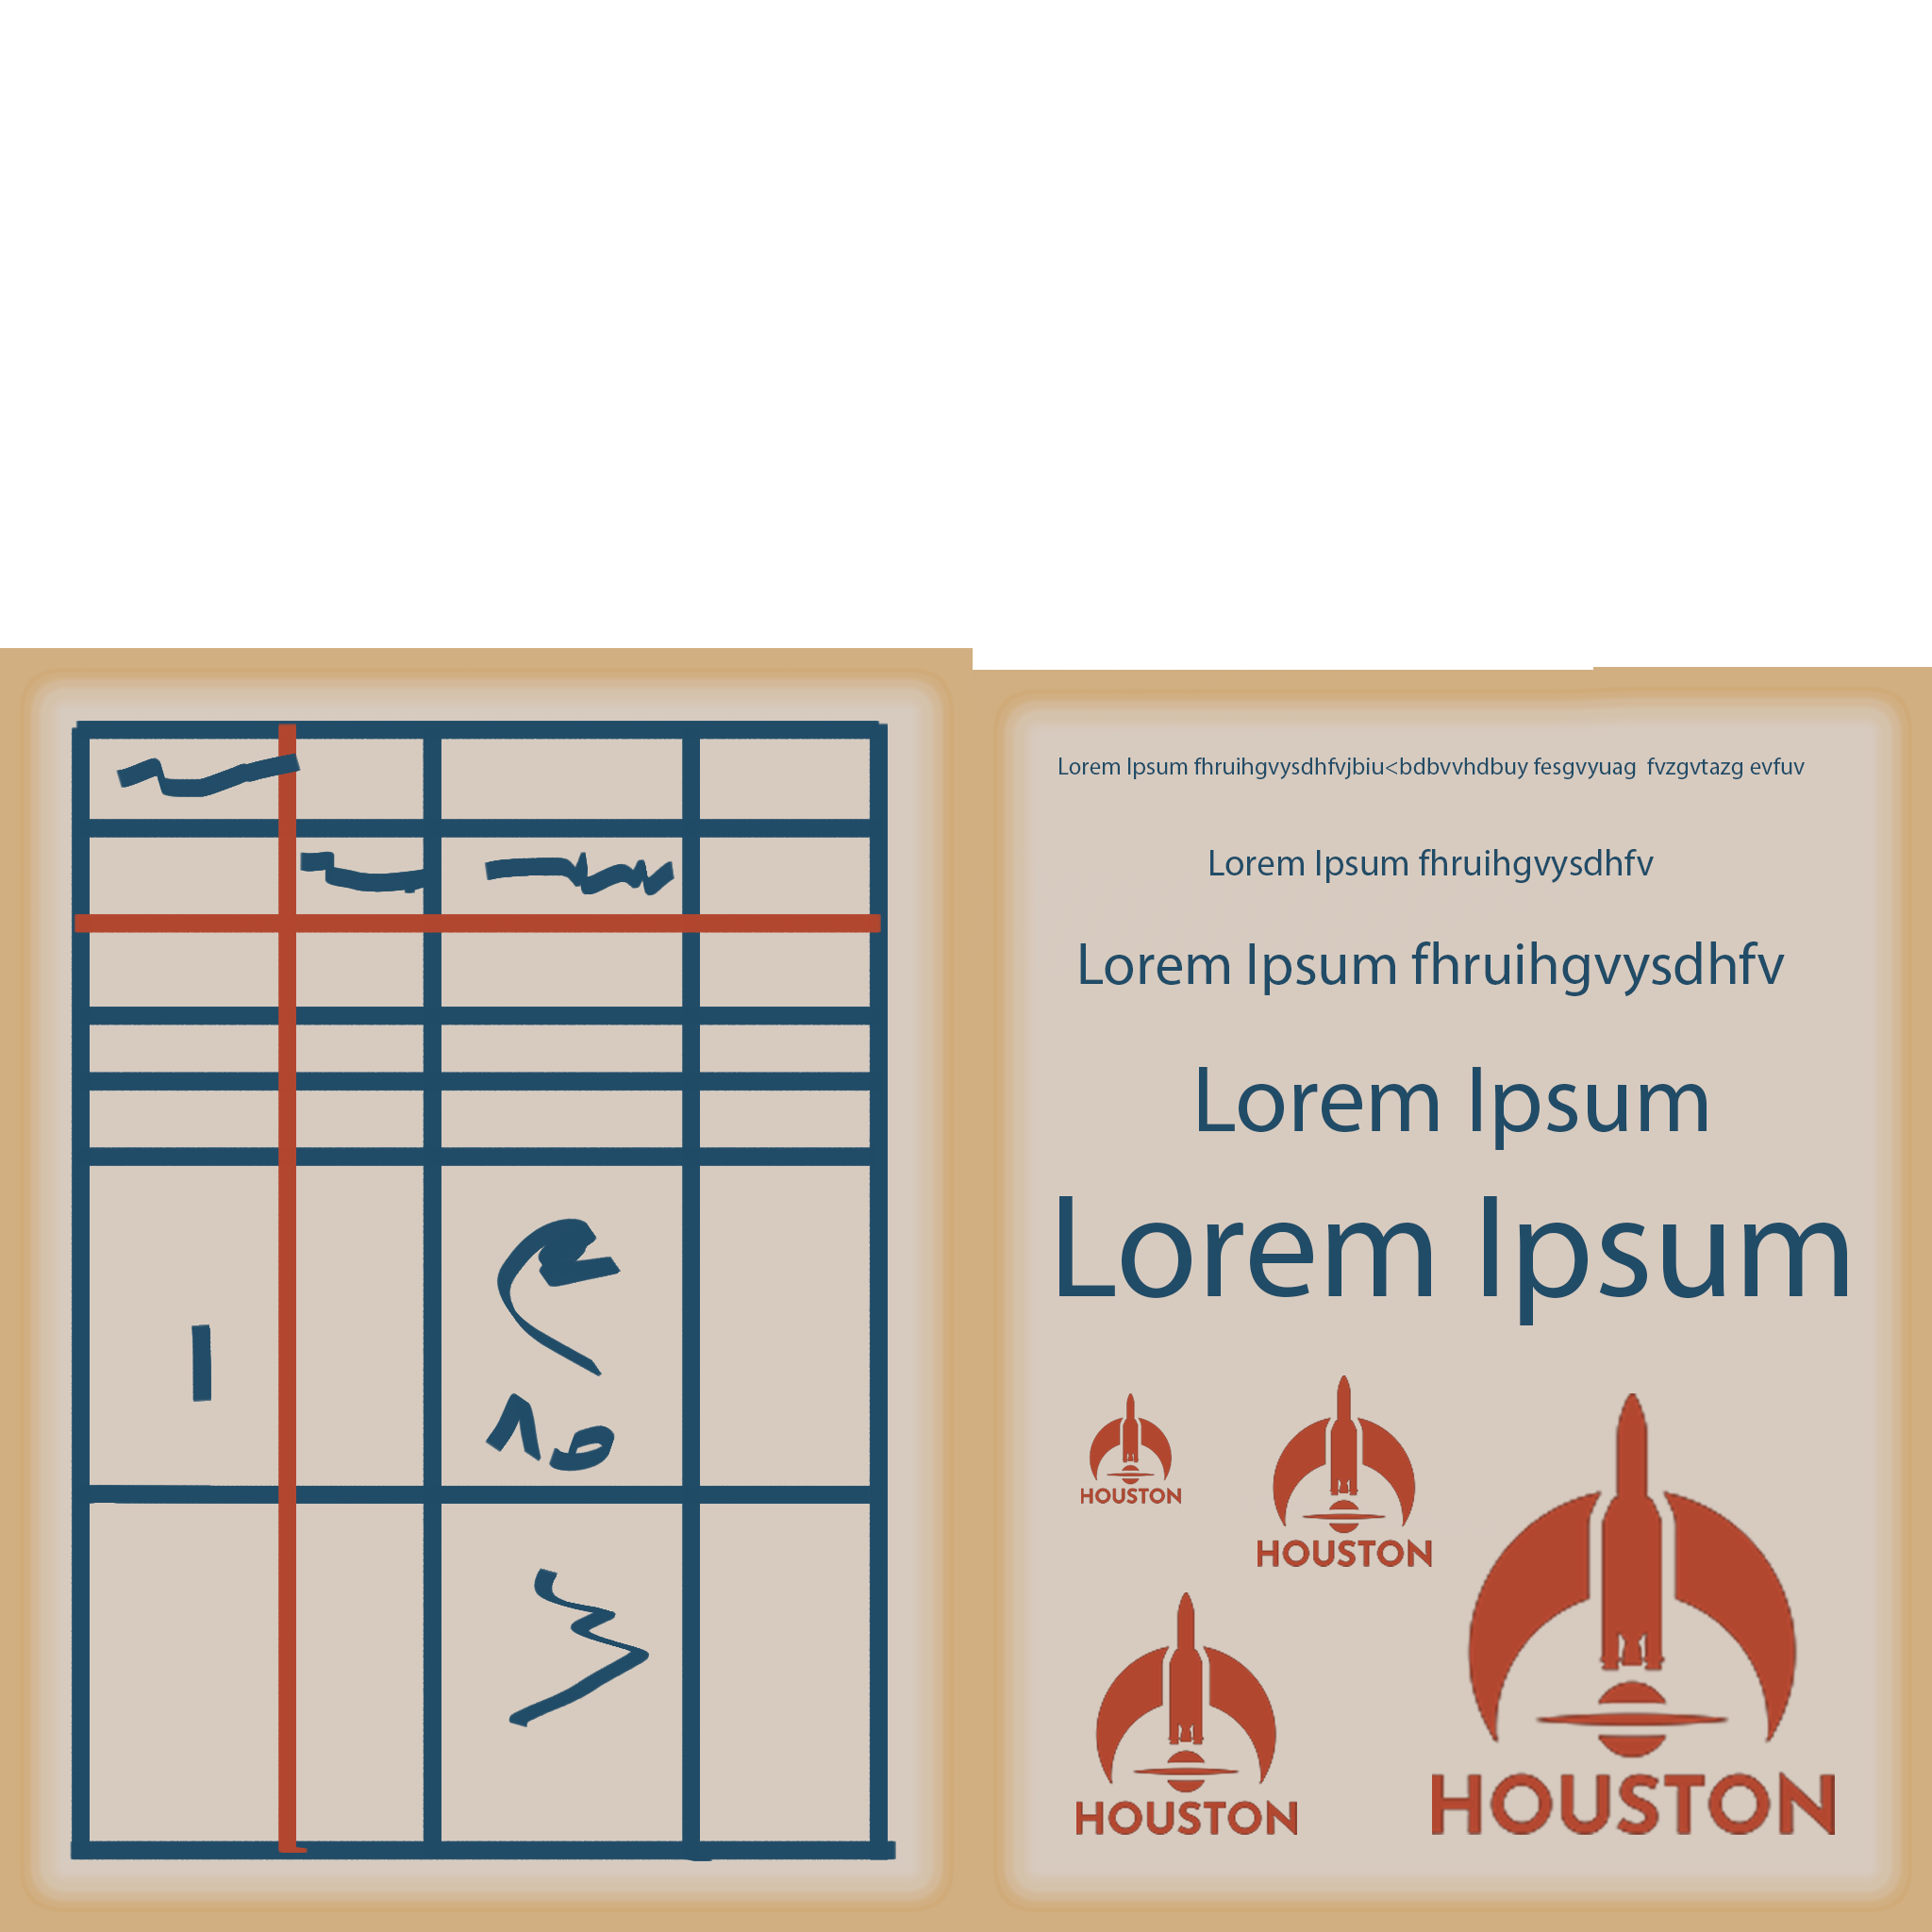 Lorem Ipsum fhruihgvysdhfvjbiu<bdbvvhdbuy fesgvyuag  fvzgvtazg evfuv
Lorem Ipsum fhruihgvysdhfv
Lorem Ipsum fhruihgvysdhfv
Lorem Ipsum
Lorem Ipsum
HOUSTON
HOUSTON
HOUSTON
HOUSTON